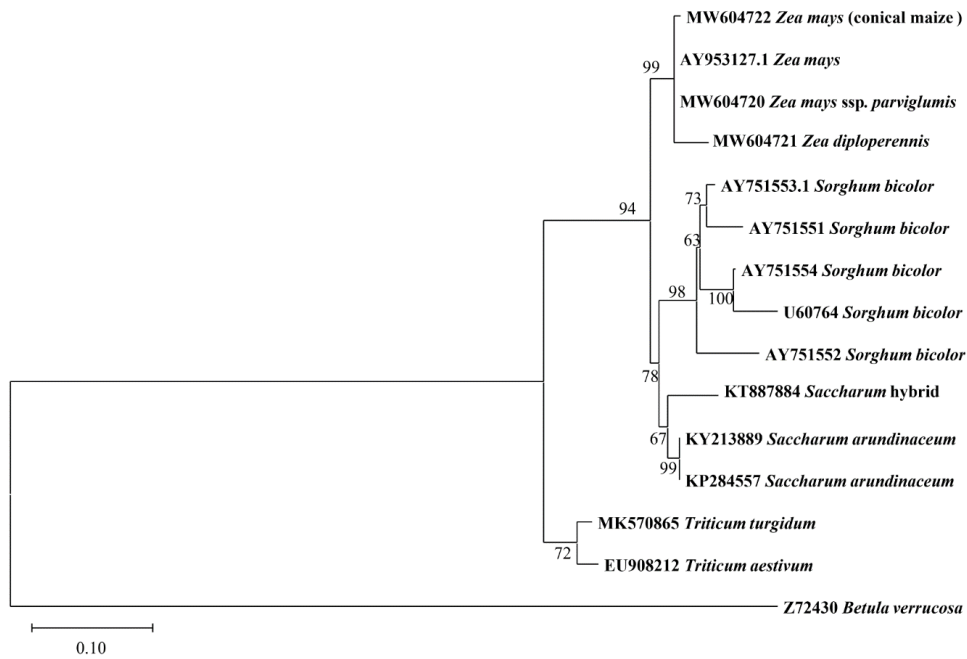 MW604722 Zea mays (conical maize )
99
AY953127.1 Zea mays
MW604720 Zea mays ssp. parviglumis
MW604721 Zea diploperennis
AY751553.1 Sorghum bicolor
73
94
AY751551 Sorghum bicolor
63
AY751554 Sorghum bicolor
98
100
U60764 Sorghum bicolor
AY751552 Sorghum bicolor
78
KT887884 Saccharum hybrid
67
KY213889 Saccharum arundinaceum
99
KP284557 Saccharum arundinaceum
MK570865 Triticum turgidum
72
EU908212 Triticum aestivum
Z72430 Betula verrucosa
0.10